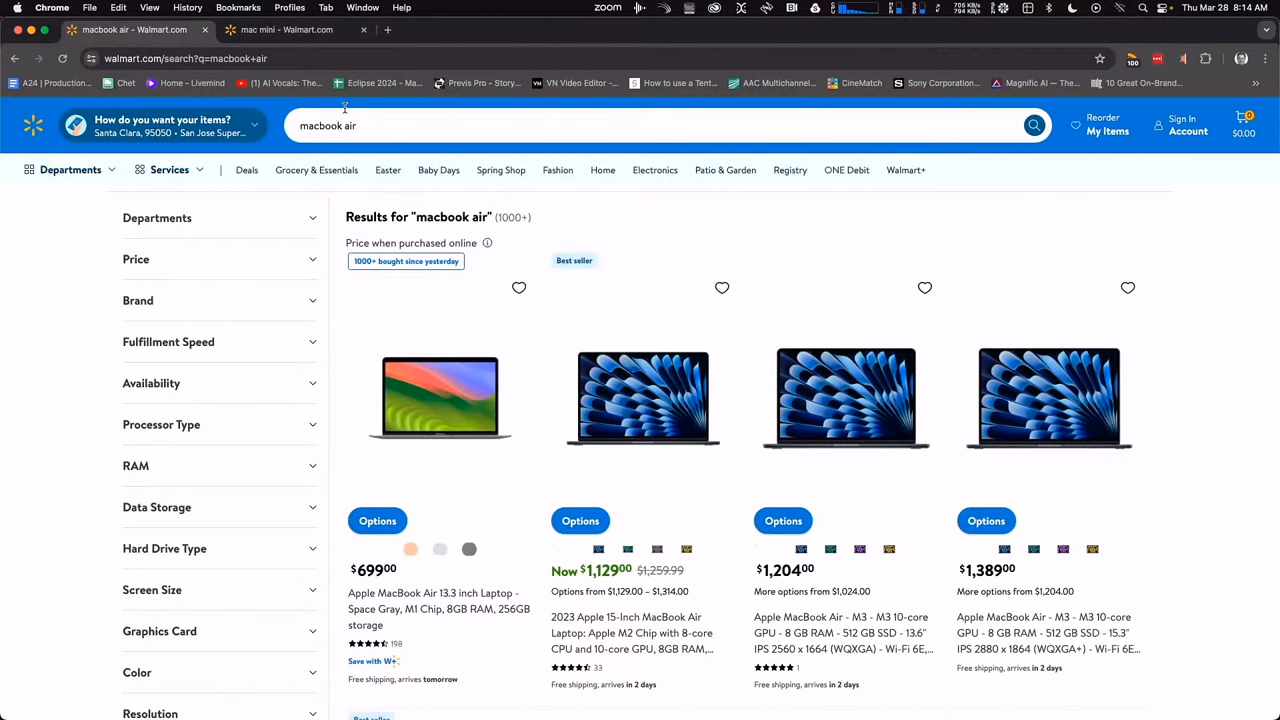 Chrome File Edit View History Bookmarks Profiles Tab Window Help
ZOOM
Thu Mar 28 8:14 AM
macbook air - Walmart.com
mac mini - Walmart.com
walmart.com/search?q=macbook+air
100
A24 | Production...
Chet
Home - Livemind
(1) AI Vocals: The...
Eclipse 2024 - Ma...
Previs Pro - Story...
VN Video Editor -...
How to use a Tent...
AAC Multichannel...
CineMatch
Sony Corporation...
Magnific AI — The...
10 Great On-Brand...
How do you want your items?
Santa Clara, 95050 • San Jose Super...
macbook air
Reorder
My Items
Sign In
Account
0
$0.00
Departments
Services
Deals
Grocery & Essentials
Easter
Baby Days
Spring Shop
Fashion
Home
Electronics
Patio & Garden
Registry
ONE Debit
Walmart+
Departments
Price
Brand
Fulfillment Speed
Availability
Processor Type
RAM
Data Storage
Hard Drive Type
Screen Size
Graphics Card
Color
Resolution
Results for "macbook air" (1000+)
Price when purchased online
1000+ bought since yesterday
Options
$699.00
Apple MacBook Air 13.3 inch Laptop -
Space Gray, M1 Chip, 8GB RAM, 256GB
storage
198
Save with W+
Free shipping, arrives tomorrow
Best seller
Options
Now $1,129.00 $1,259.99
Options from $1,129.00 – $1,314.00
2023 Apple 15-Inch MacBook Air
Laptop: Apple M2 Chip with 8-core
CPU and 10-core GPU, 8GB RAM,...
33
Free shipping, arrives in 2 days
Options
$1,204.00
More options from $1,024.00
Apple MacBook Air - M3 - M3 10-core
GPU - 8 GB RAM - 512 GB SSD - 13.6"
IPS 2560 x 1664 (WQXGA) - Wi-Fi 6E,...
1
Free shipping, arrives in 2 days
Options
$1,389.00
More options from $1,204.00
Apple MacBook Air - M3 - M3 10-core
GPU - 8 GB RAM - 512 GB SSD - 15.3"
IPS 2880 x 1864 (WQXGA+) - Wi-Fi 6E...
Free shipping, arrives in 2 days
Best seller